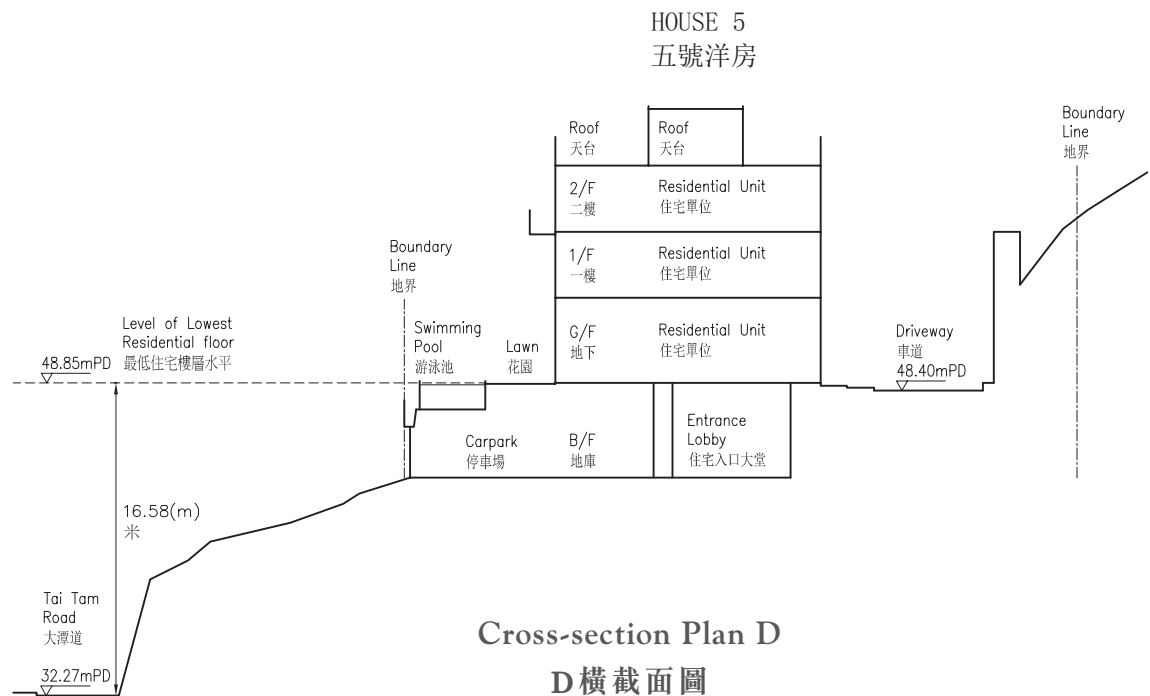 HOUSE 5
五號洋房
Boundary
Line
地界
Roof
天台
Roof
天台
2/F
二樓
Residential Unit
住宅單位
Boundary
Line
地界
1/F
一樓
Residential Unit
住宅單位
Level of Lowest
Residential floor
最低住宅樓層水平
48.85mPD
Swimming
Pool
游泳池
Lawn
花園
G/F
地下
Residential Unit
住宅單位
Driveway
車道
48.40mPD
Carpark
停車場
B/F
地庫
Entrance
Lobby
住宅入口大堂
16.58(m)
米
Tai Tam
Road
大潭道
32.27mPD
Cross-section Plan D
D橫截面圖